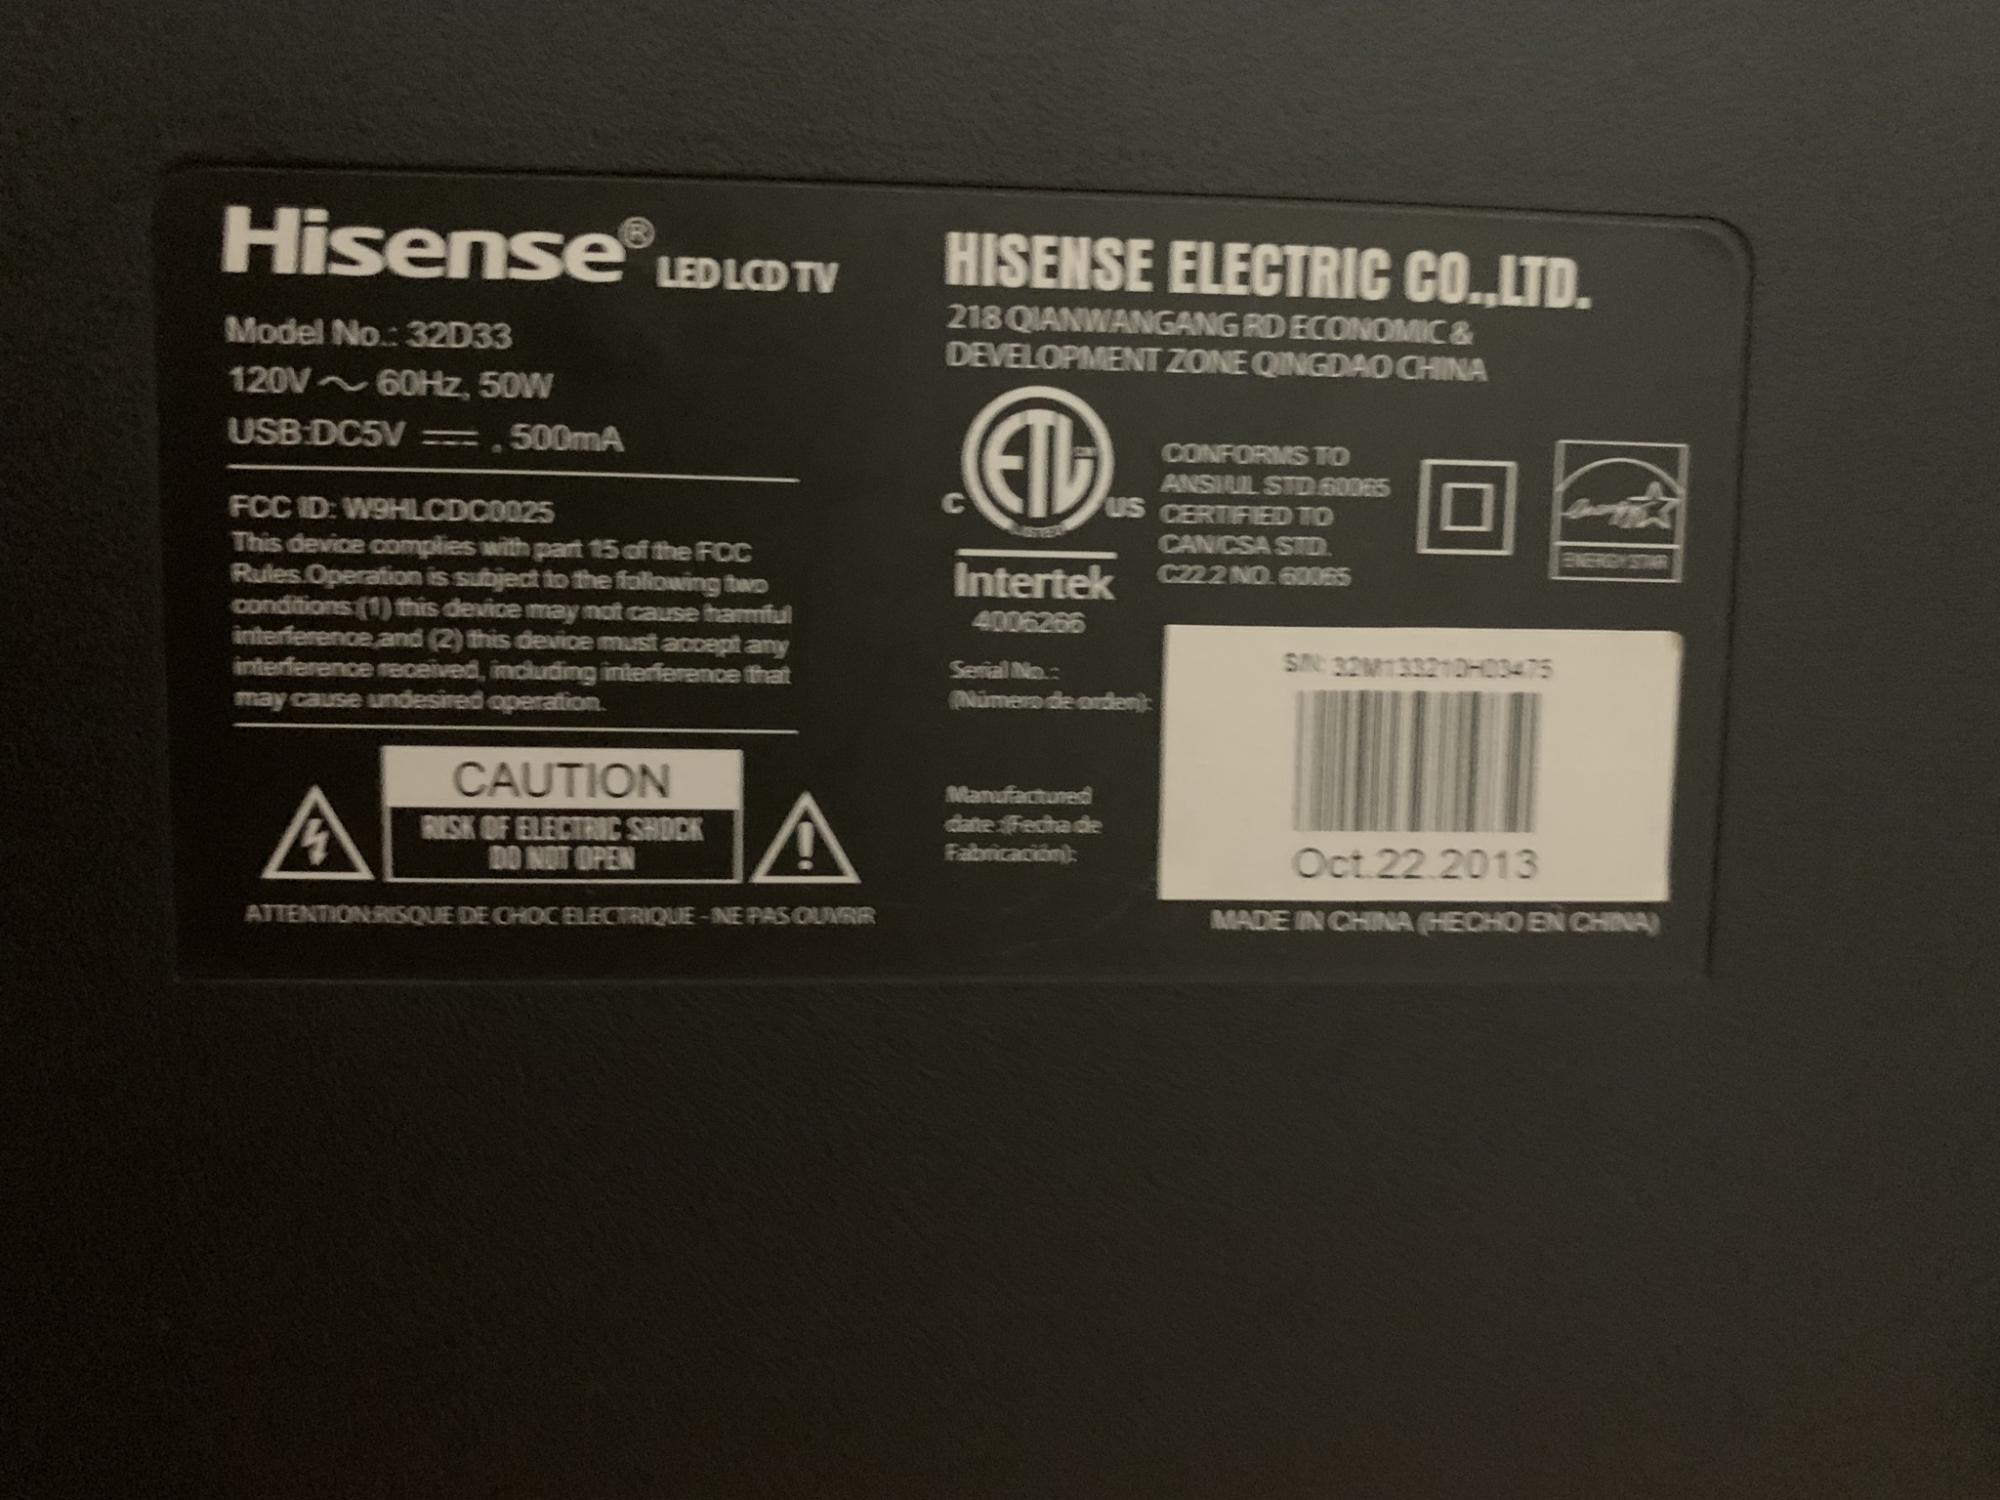 Hisense® LED LCD TV
Model No.: 32D33
120V ~ 60Hz, 50W
USB:DC5V ⎓ , 500mA
FCC ID: W9HLCDC0025
This device complies with part 15 of the FCC
Rules.Operation is subject to the following two
conditions:(1) this device may not cause harmful
interference,and (2) this device must accept any
interference received, including interference that
may cause undesired operation.
CAUTION
RISK OF ELECTRIC SHOCK
DO NOT OPEN
ATTENTION:RISQUE DE CHOC ELECTRIQUE - NE PAS OUVRIR
HISENSE ELECTRIC CO.,LTD.
218 QIANWANGANG RD ECONOMIC &
DEVELOPMENT ZONE QINGDAO CHINA
C ETL US
LISTED
Intertek
4006266
CONFORMS TO
ANSI/UL STD.60065
CERTIFIED TO
CAN/CSA STD.
C22.2 NO. 60065
energy
ENERGY STAR
Serial No.:
(Número de orden):
S/N: 32M133210H03475
Manufactured
date:(Fecha de
Fabricación):
Oct.22.2013
MADE IN CHINA (HECHO EN CHINA)